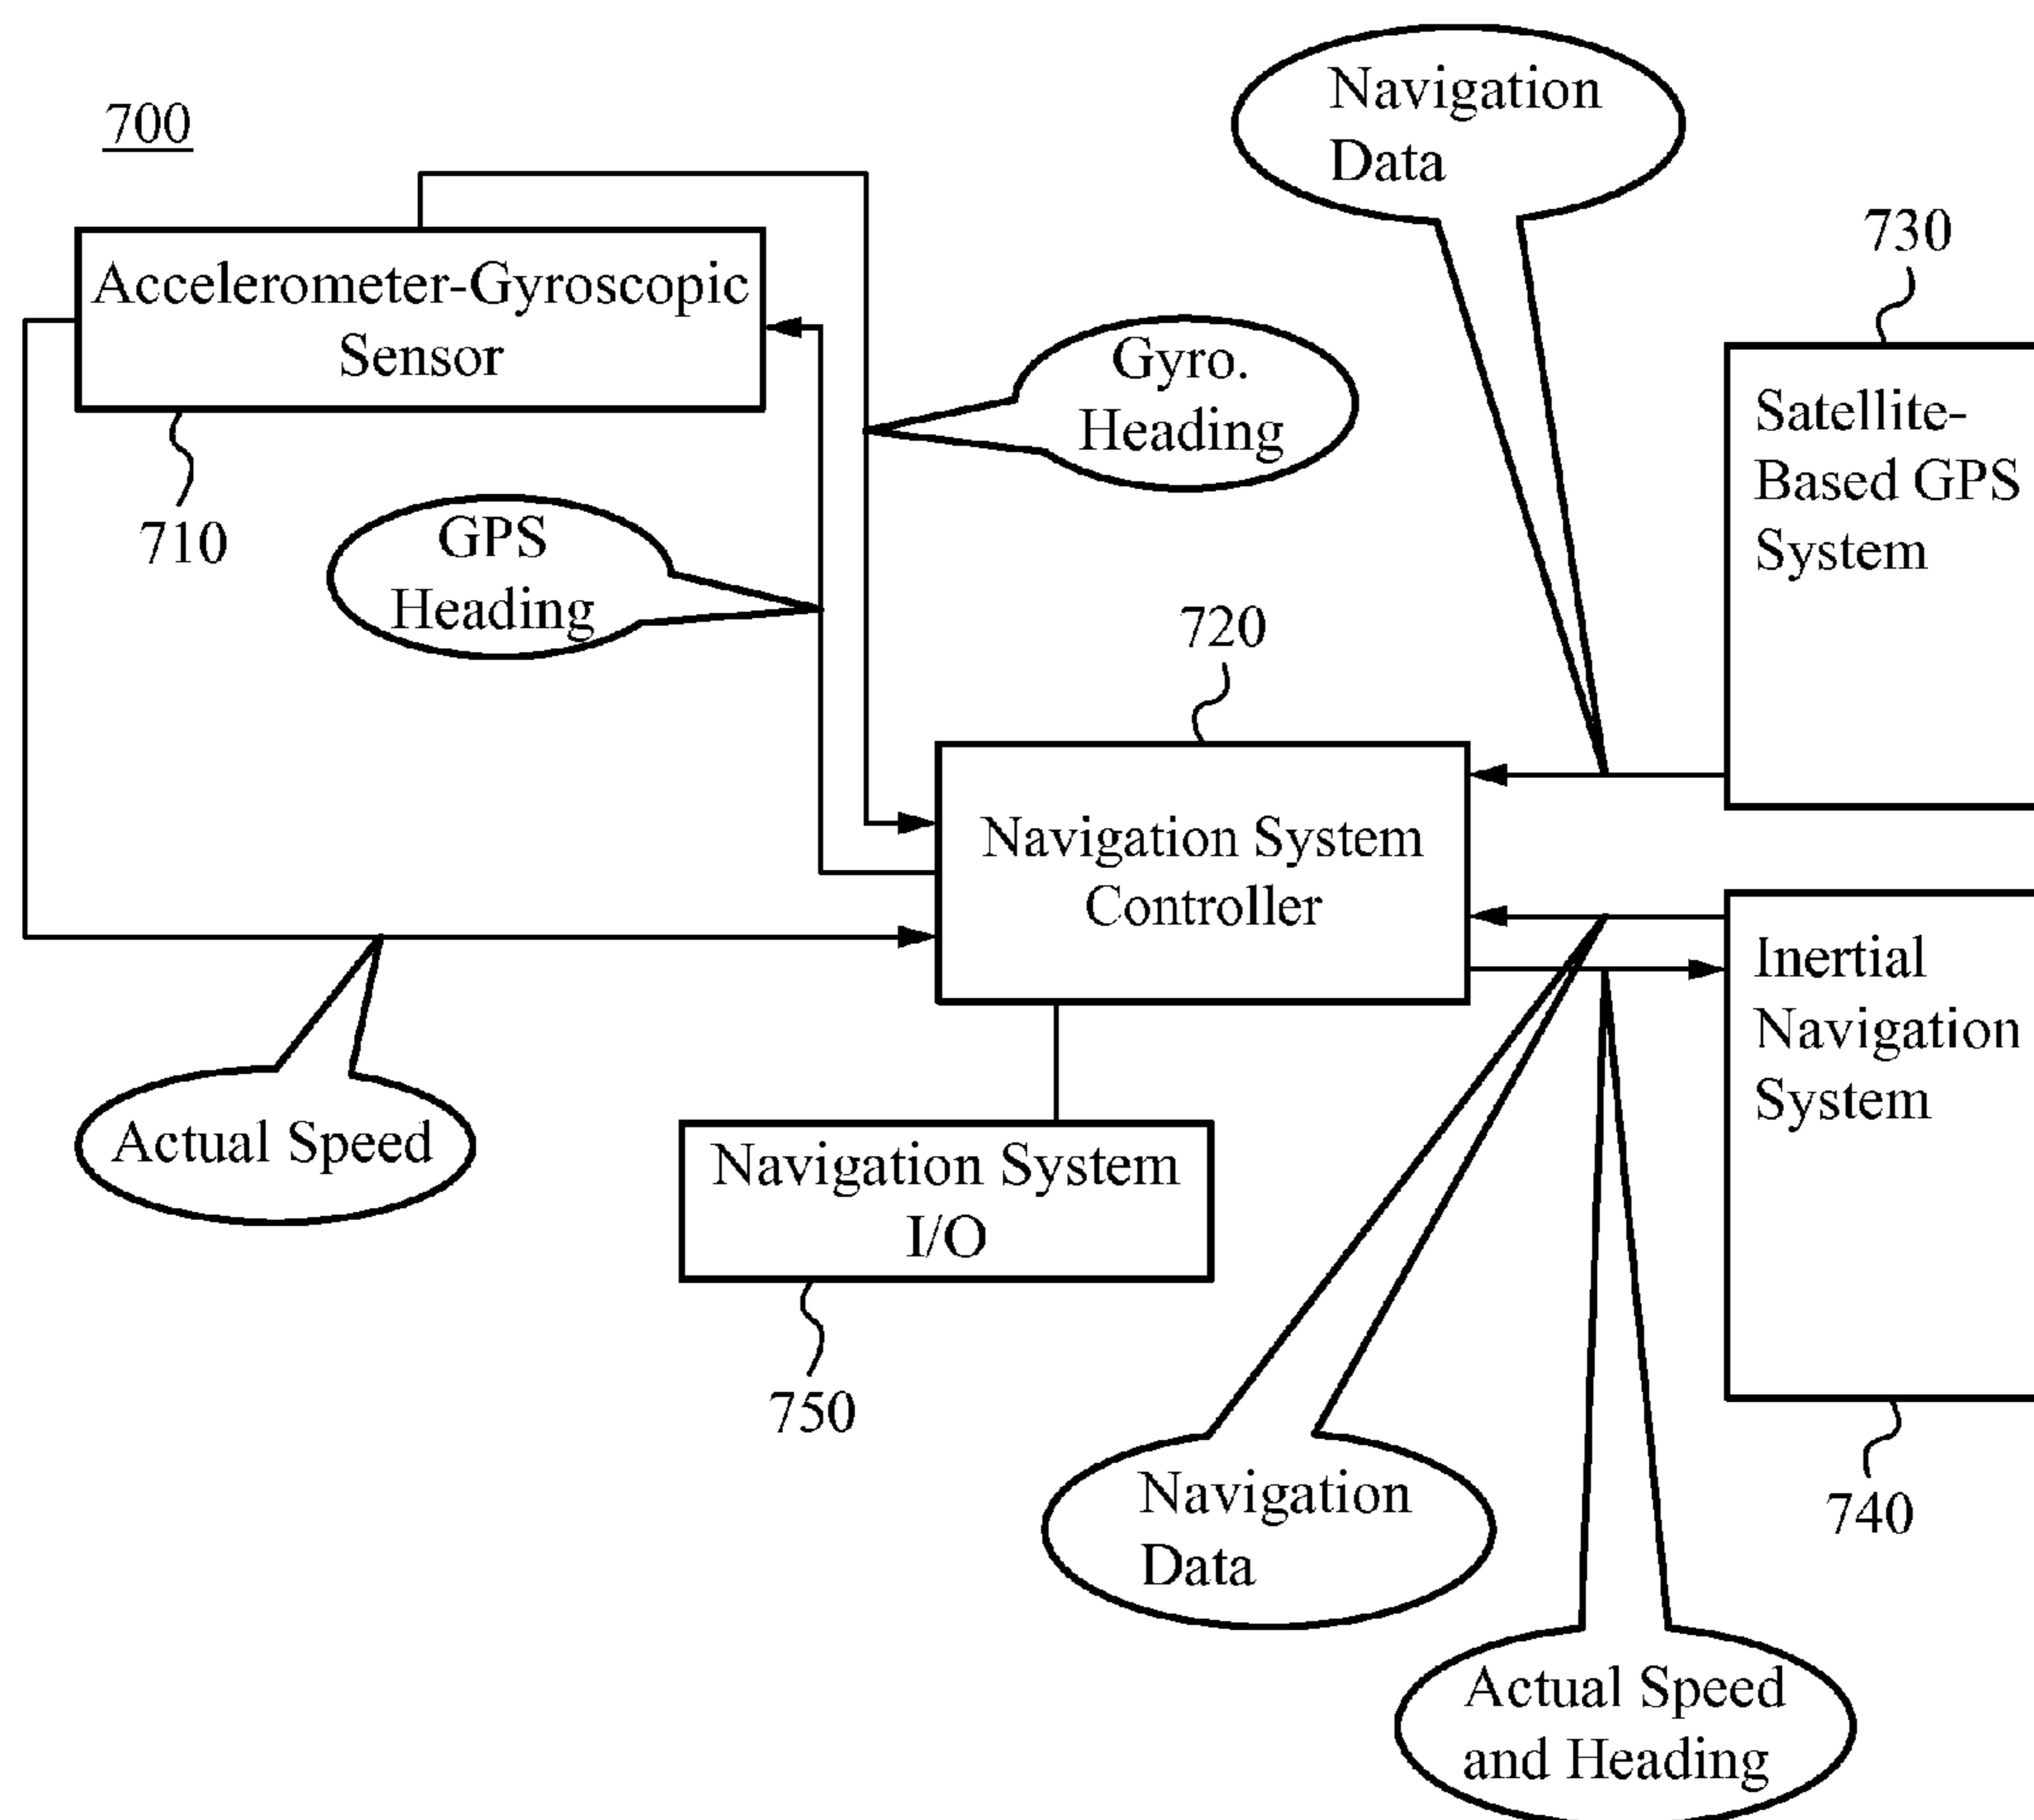 700
Navigation
Data
730
Accelerometer-Gyroscopic
Sensor
Gyro.
Heading
Satellite-
Based GPS
System
710
GPS
Heading
720
Navigation System
Controller
Inertial
Navigation
System
Actual Speed
Navigation System
I/O
750
Navigation
Data
740
Actual Speed
and Heading